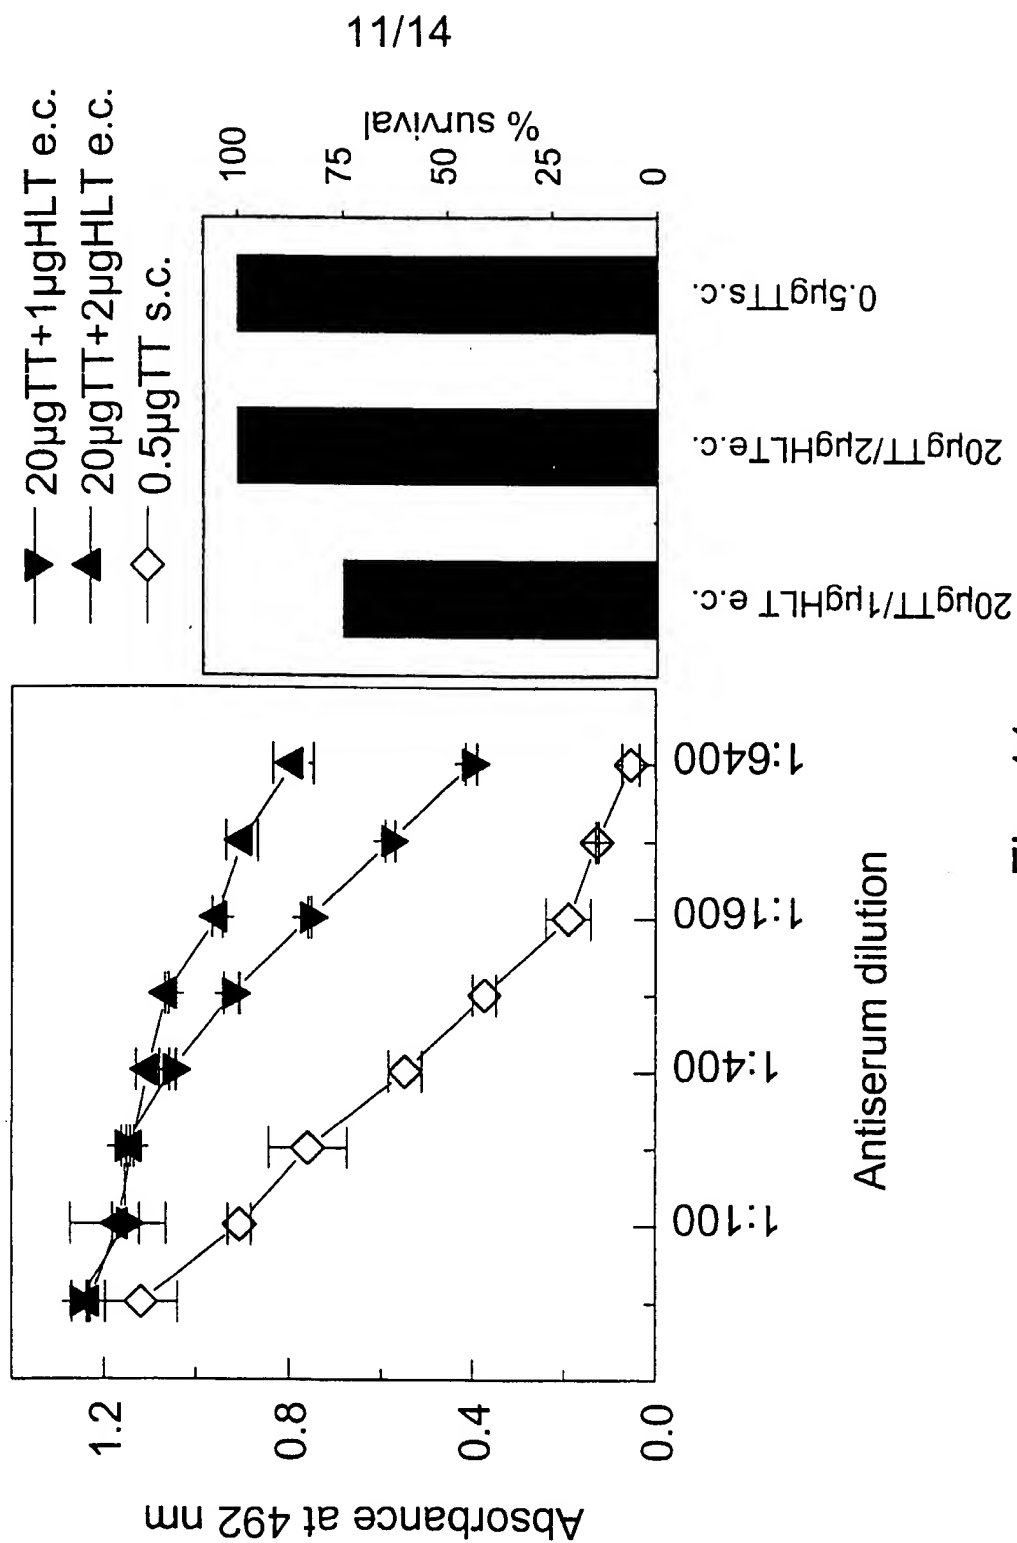 11/14
20µgTT+1µgHLT e.c.
20µgTT+2µgHLT e.c.
0.5µgTT s.c.
Absorbance at 492 nm
1.2
0.8
0.4
0.0
1:100
1:400
1:1600
1:6400
Antiserum dilution
% survival
100
75
50
25
0
20µgTT/1µgHLT e.c.
20µgTT/2µgHLTe.c.
0.5µgTTs.c.